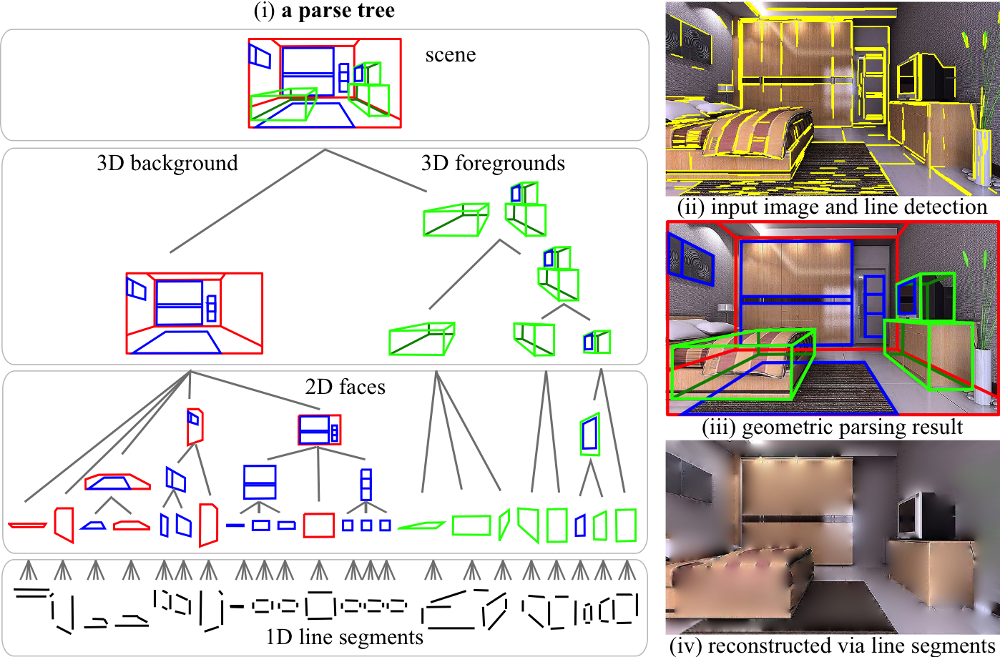 (i) a parse tree
scene
3D background
3D foregrounds
2D faces
1D line segments
(ii) input image and line detection
(iii) geometric parsing result
(iv) reconstructed via line segments